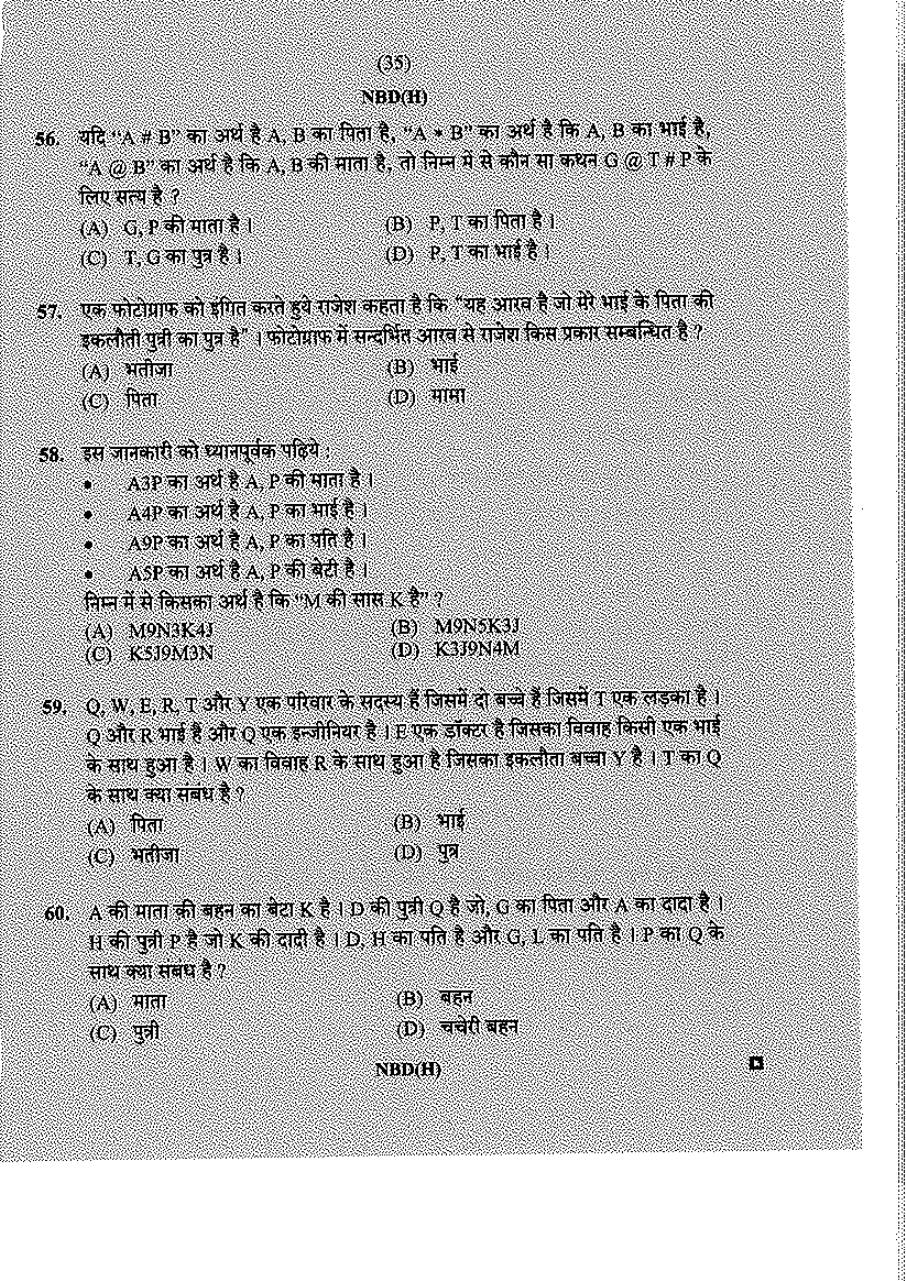 (35)
NBD(H)
56. यदि “A # B” का अर्थ है A, B का पिता है, “A * B” का अर्थ है कि A, B का भाई है,
“A @ B” का अर्थ है कि A, B की माता है, तो निम्न में से कौन सा कथन G @ T # P के
लिए सत्य है ?
(A) G, P की माता है । (B) P, T का पिता है ।
(C) T, G का पुत्र है । (D) P, T का भाई है ।
57. एक फोटोग्राफ को इंगित करते हुये राजेश कहता है कि “यह आरव है जो मेरे भाई के पिता की
इकलौती पुत्री का पुत्र है” । फोटोग्राफ में सन्दर्भित आरव से राजेश किस प्रकार सम्बन्धित है ?
(A) भतीजा (B) भाई
(C) पिता (D) मामा
58. इस जानकारी को ध्यानपूर्वक पढ़िये :
• A3P का अर्थ है A, P की माता है ।
• A4P का अर्थ है A, P का भाई है ।
• A9P का अर्थ है A, P का पति है ।
• A5P का अर्थ है A, P की बेटी है ।
निम्न में से किसका अर्थ है कि “M की सास K है” ?
(A) M9N3K4J (B) M9N5K3J
(C) K5J9M3N (D) K3J9N4M
59. Q, W, E, R, T और Y एक परिवार के सदस्य हैं जिसमें दो बच्चे हैं जिसमें T एक लड़का है ।
Q और R भाई हैं और Q एक इन्जीनियर है । E एक डॉक्टर है जिसका विवाह किसी एक भाई
के साथ हुआ है । W का विवाह R के साथ हुआ है जिसका इकलौता बच्चा Y है । T का Q
के साथ क्या संबंध है ?
(A) पिता (B) भाई
(C) भतीजा (D) पुत्र
60. A की माता की बहन का बेटा K है । D की पुत्री Q है जो, G का पिता और A का दादा है ।
H की पुत्री P है जो K की दादी है । D, H का पति है और G, L का पति है । P का Q के
साथ क्या संबंध है ?
(A) माता (B) बहन
(C) पुत्री (D) चचेरी बहन
NBD(H)